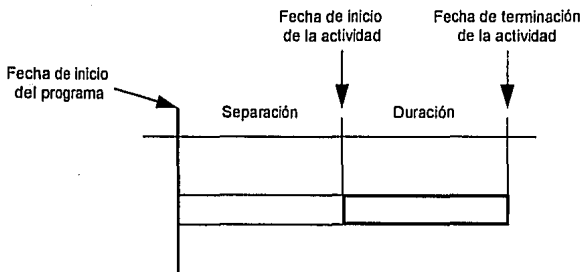 Fecha de inicio
de la actividad
Fecha de terminación
de la actividad
Fecha de inicio
del programa
Separación
Duración